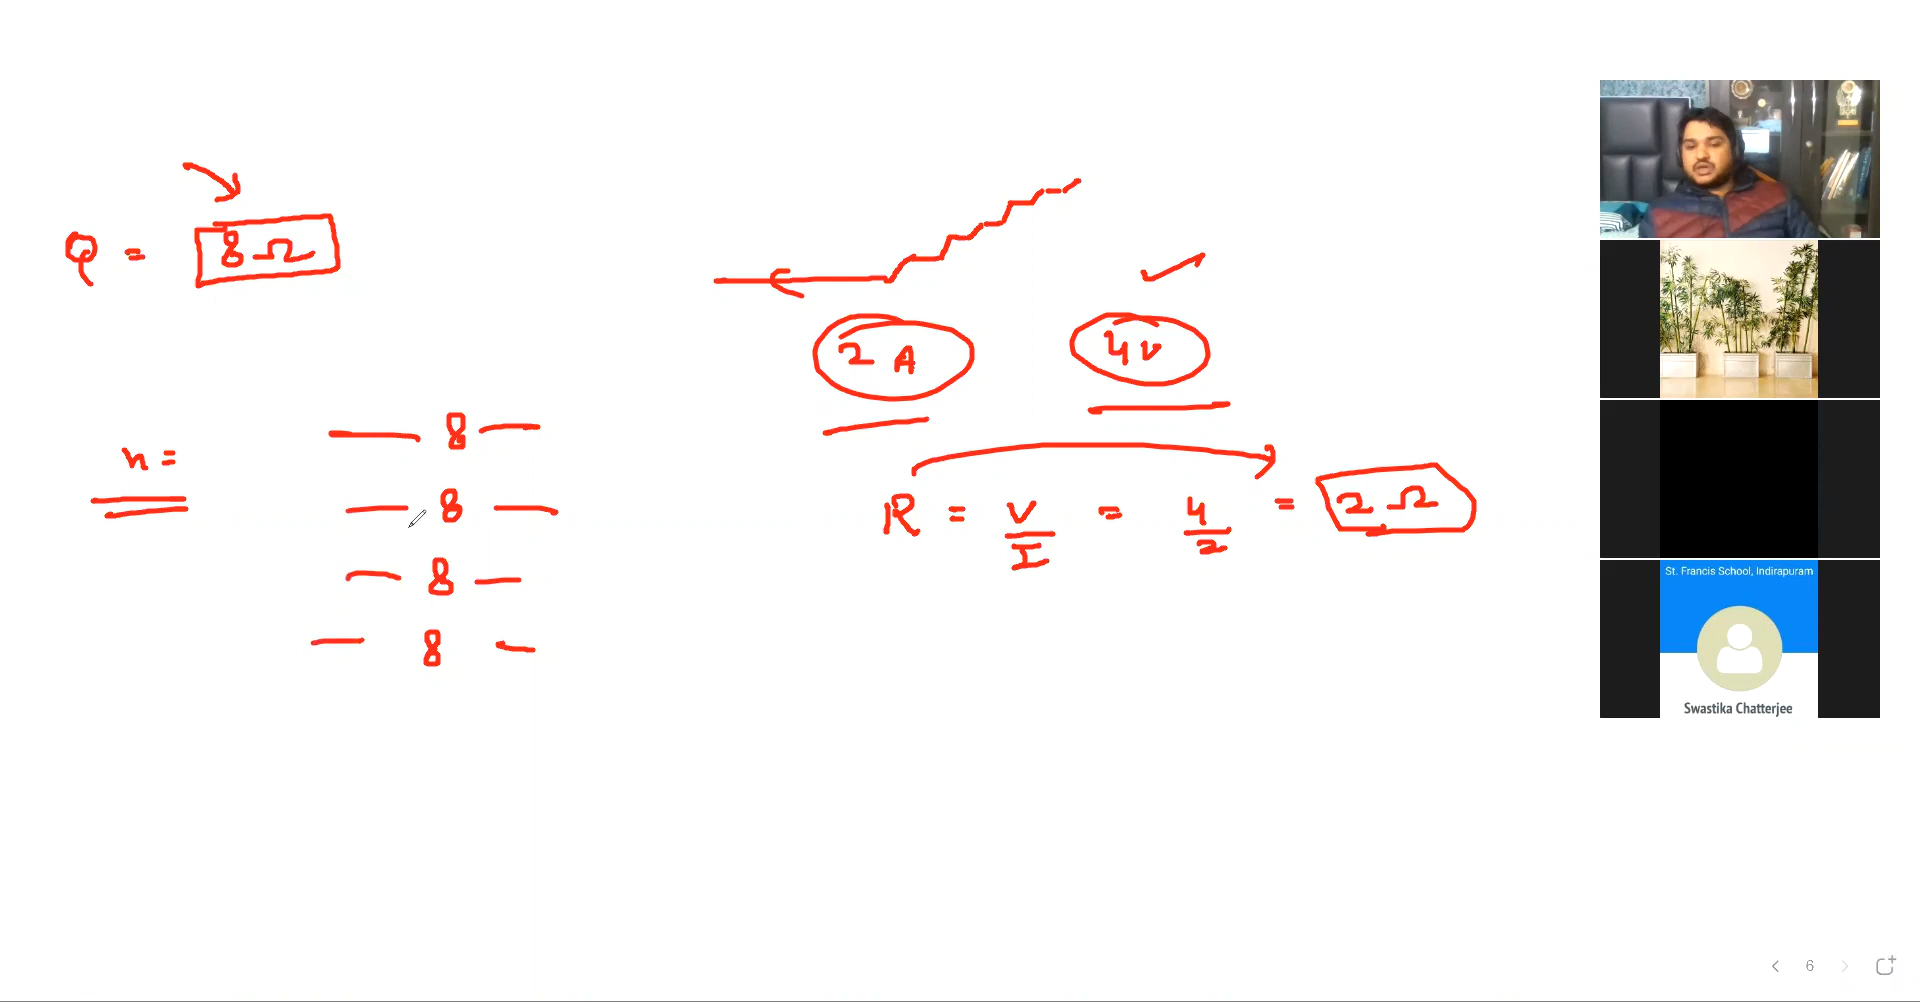 Q = 8 Ω
2 A 4 V
n =
8
8
8
8
R = V/I = 4/2 = 2 Ω
St. Francis School, Indirapuram
Swastika Chatterjee
6